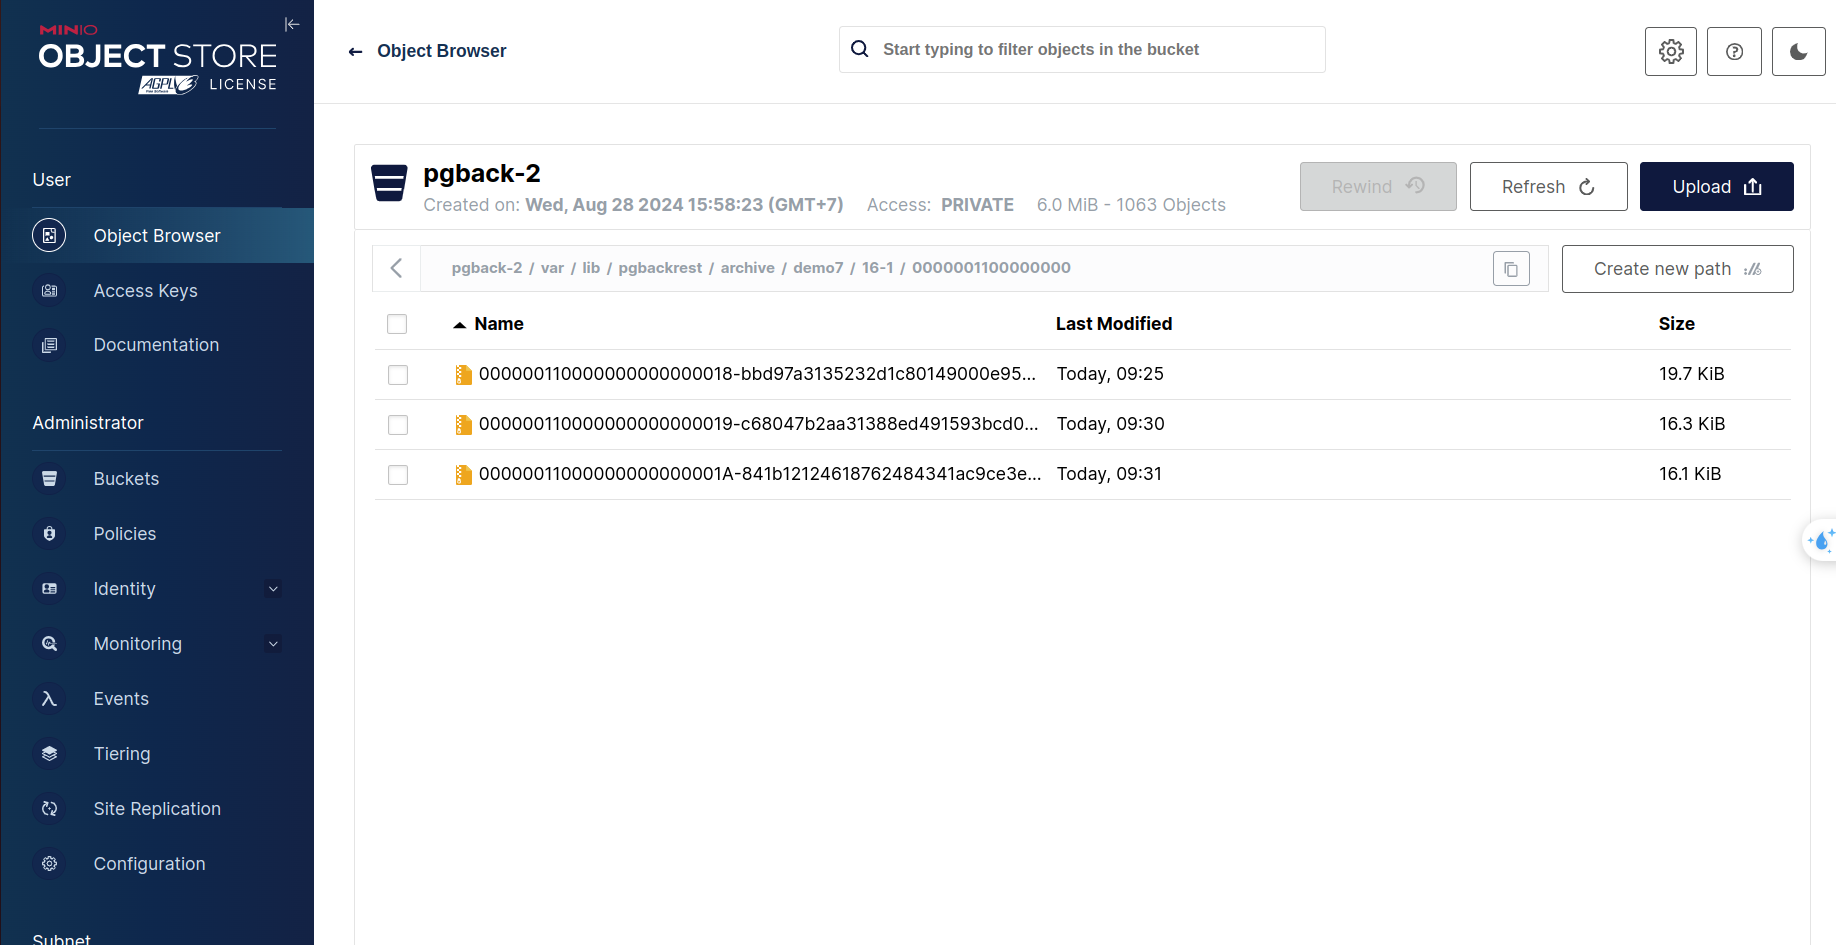 MINIO
OBJECT STORE
AGPL v3 LICENSE
User
Object Browser
Access Keys
Documentation
Administrator
Buckets
Policies
Identity
Monitoring
Events
Tiering
Site Replication
Configuration
Subnet
Object Browser
Start typing to filter objects in the bucket
pgback-2
Created on: Wed, Aug 28 2024 15:58:23 (GMT+7) Access: PRIVATE 6.0 MiB - 1063 Objects
Rewind
Refresh
Upload
pgback-2 / var / lib / pgbackrest / archive / demo7 / 16-1 / 0000001100000000
Create new path
Name Last Modified Size
000000110000000000000018-bbd97a3135232d1c80149000e95... Today, 09:25 19.7 KiB
000000110000000000000019-c68047b2aa31388ed491593bcd0... Today, 09:30 16.3 KiB
00000011000000000000001A-841b12124618762484341ac9ce3e... Today, 09:31 16.1 KiB